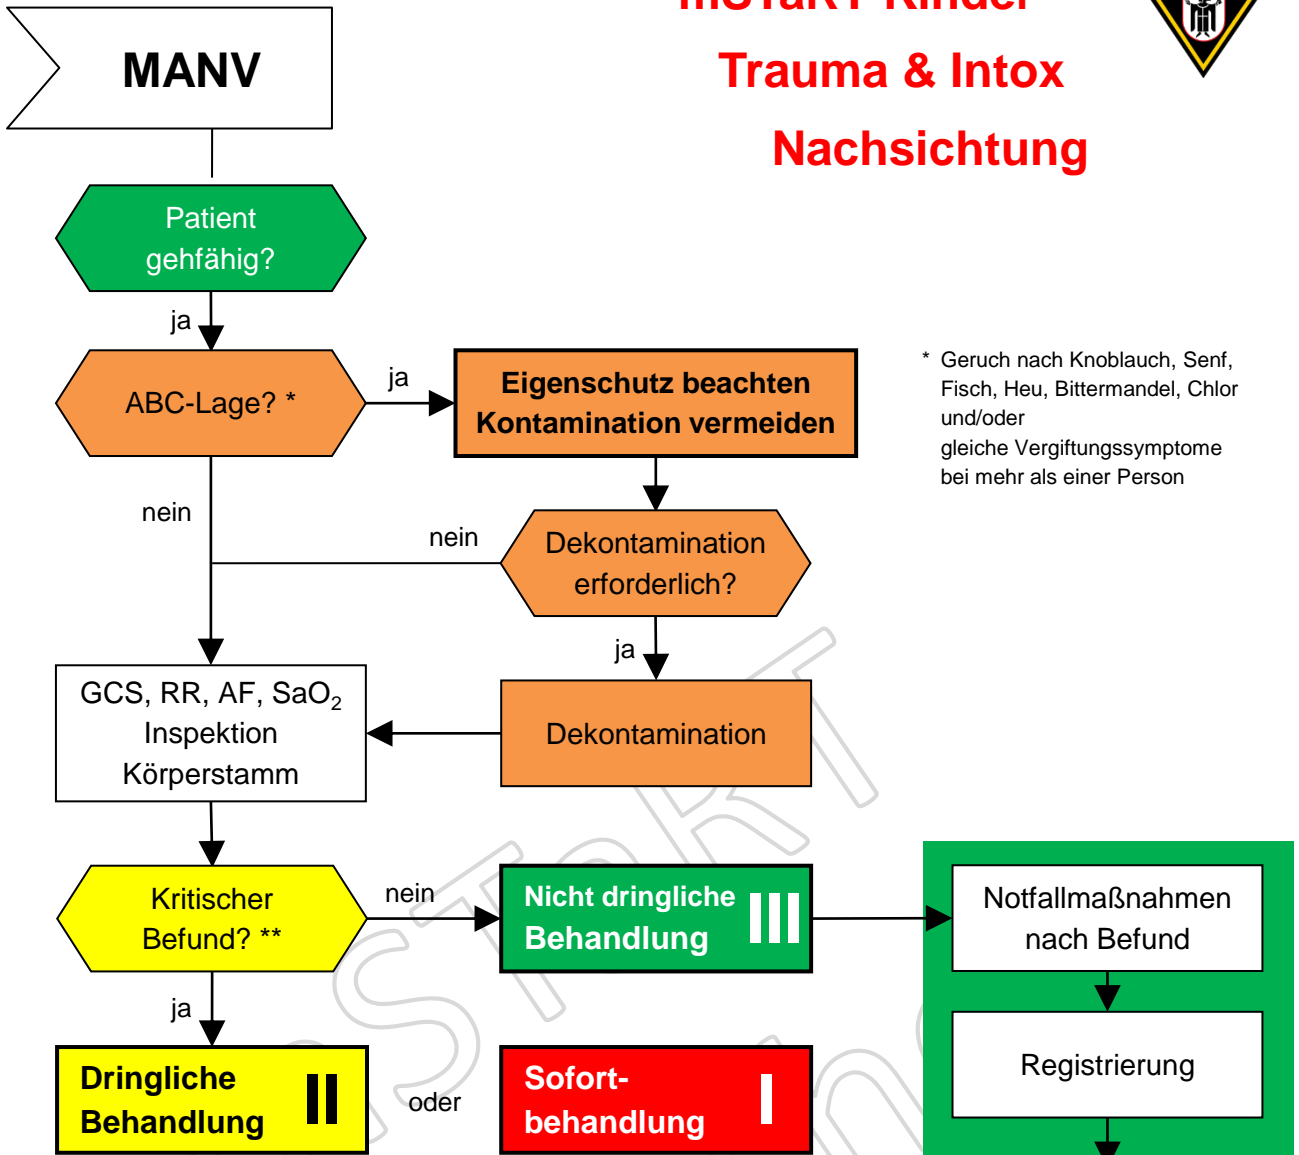 mSTaRT Kinder
Trauma & Intox
Nachsichtung
MANV
Patient
gehfähig?
ja
ABC-Lage? *
ja
Eigenschutz beachten
Kontamination vermeiden
* Geruch nach Knoblauch, Senf,
Fisch, Heu, Bittermandel, Chlor
und/oder
gleiche Vergiftungssymptome
bei mehr als einer Person
nein
nein
Dekontamination
erforderlich?
ja
GCS, RR, AF, SaO2
Inspektion
Körperstamm
Dekontamination
Kritischer
Befund? **
nein
Nicht dringliche
Behandlung
III
Notfallmaßnahmen
nach Befund
ja
Registrierung
Dringliche
Behandlung
II
oder
Sofort-
behandlung
I
mSTaRT